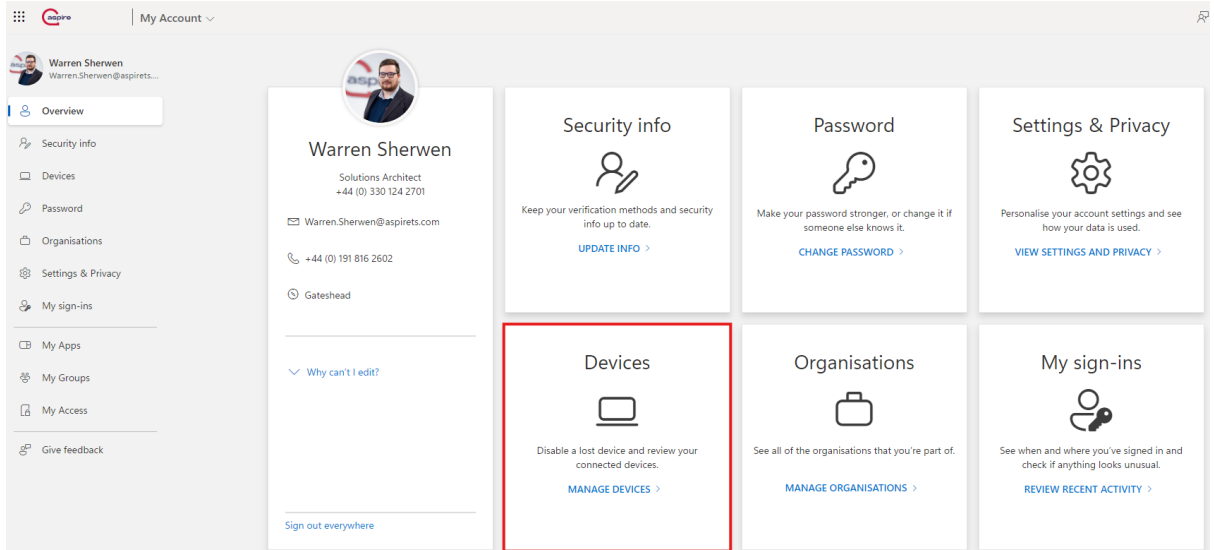 aspire
My Account
Warren Sherwen
Warren.Sherwen@aspirets....
Overview
Security info
Devices
Password
Organisations
Settings & Privacy
My sign-ins
My Apps
My Groups
My Access
Give feedback
Warren Sherwen
Solutions Architect
+44 (0) 330 124 2701
Warren.Sherwen@aspirets.com
+44 (0) 191 816 2602
Gateshead
Why can't I edit?
Sign out everywhere
Security info
Keep your verification methods and security
info up to date.
UPDATE INFO
Password
Make your password stronger, or change it if
someone else knows it.
CHANGE PASSWORD
Settings & Privacy
Personalise your account settings and see
how your data is used.
VIEW SETTINGS AND PRIVACY
Devices
Disable a lost device and review your
connected devices.
MANAGE DEVICES
Organisations
See all of the organisations that you're part of.
MANAGE ORGANISATIONS
My sign-ins
See when and where you've signed in and
check if anything looks unusual.
REVIEW RECENT ACTIVITY